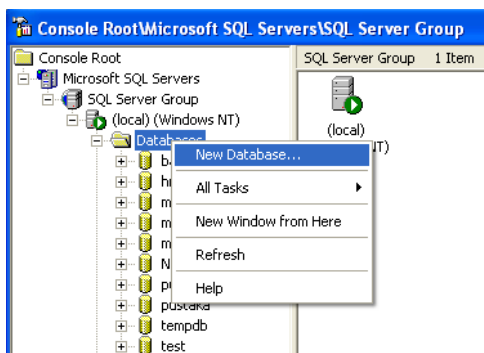 Console Root\Microsoft SQL Servers\SQL Server Group
Console Root
Microsoft SQL Servers
SQL Server Group
(local) (Windows NT)
Databases
pustaka
tempdb
test
New Database...
All Tasks
New Window from Here
Refresh
Help
SQL Server Group 1 Item
(local)
NT)